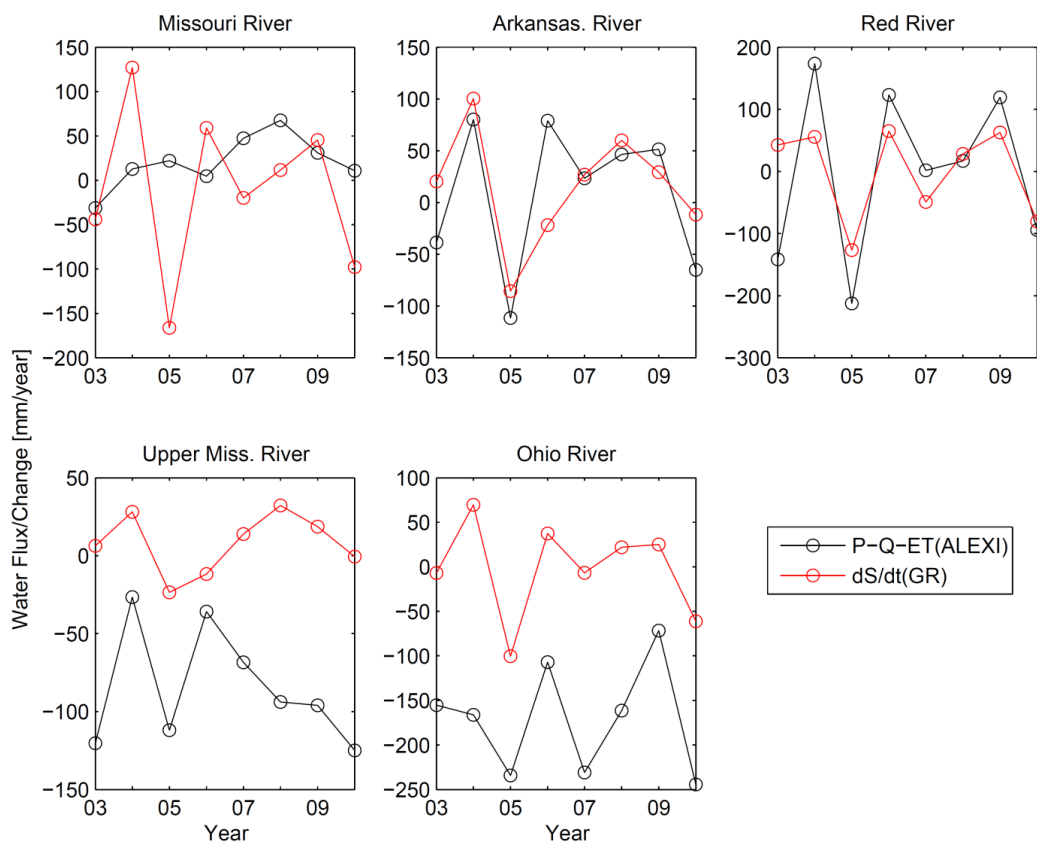 Missouri River
Arkansas. River
Red River
150
100
50
0
−50
−100
−150
−200
03 05 07 09
150
100
50
0
−50
−100
−150
03 05 07 09
200
100
0
−100
−200
−300
03 05 07 09
Water Flux/Change [mm/year]
Upper Miss. River
Ohio River
50
0
−50
−100
−150
03 05 07 09
Year
100
50
0
−50
−100
−150
−200
−250
03 05 07 09
Year
P−Q−ET(ALEXI)
dS/dt(GR)